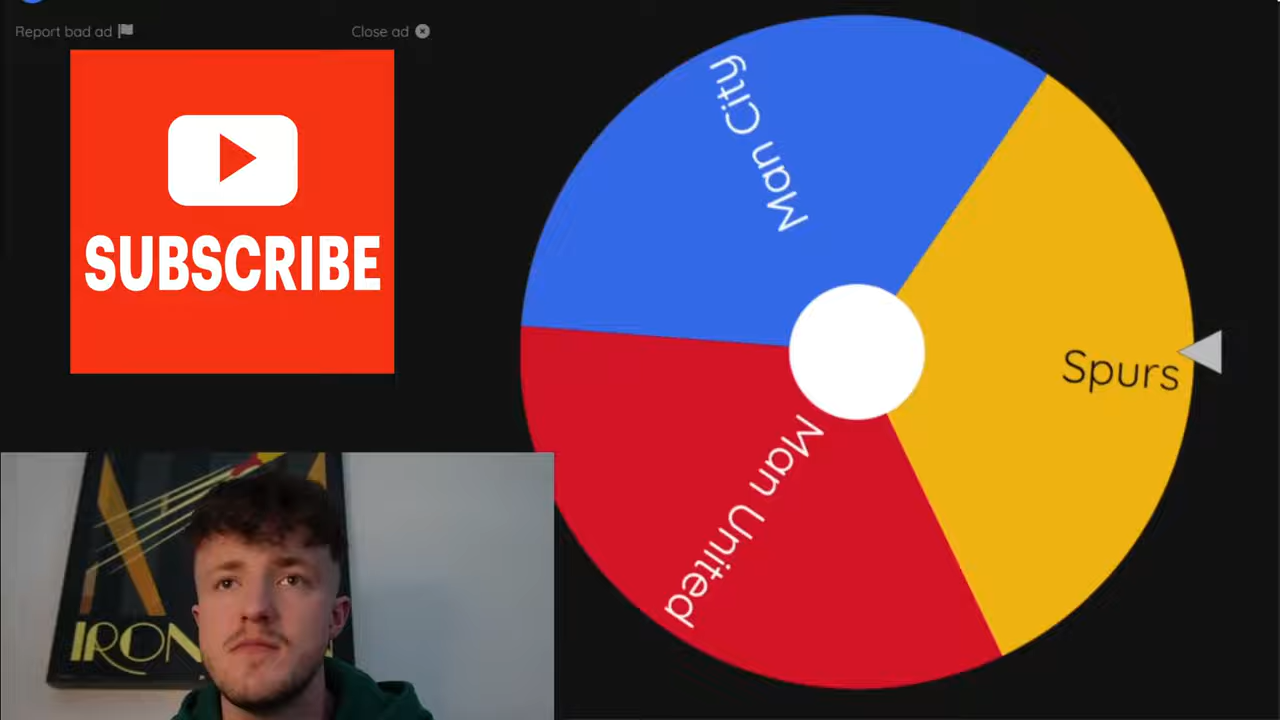 Report bad ad
Close ad
SUBSCRIBE
Man City
Spurs
Man United
IRON